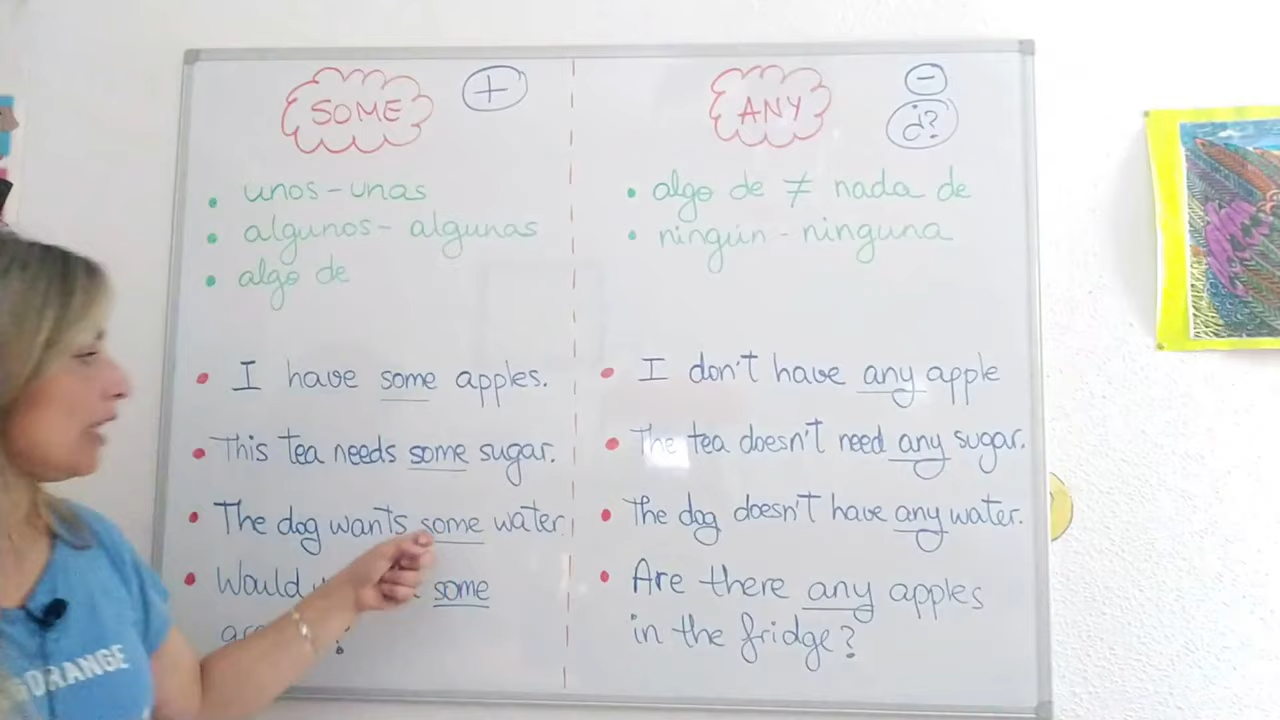 SOME +
unos - unas
algunos - algunas
algo de
I have some apples.
This tea needs some sugar.
The dog wants some water.
Would some
?
ANY -
¿?
algo de ≠ nada de
ningún - ninguna
I don't have any apple
The tea doesn't need any sugar.
The dog doesn't have any water.
Are there any apples
in the fridge?
ORANGE